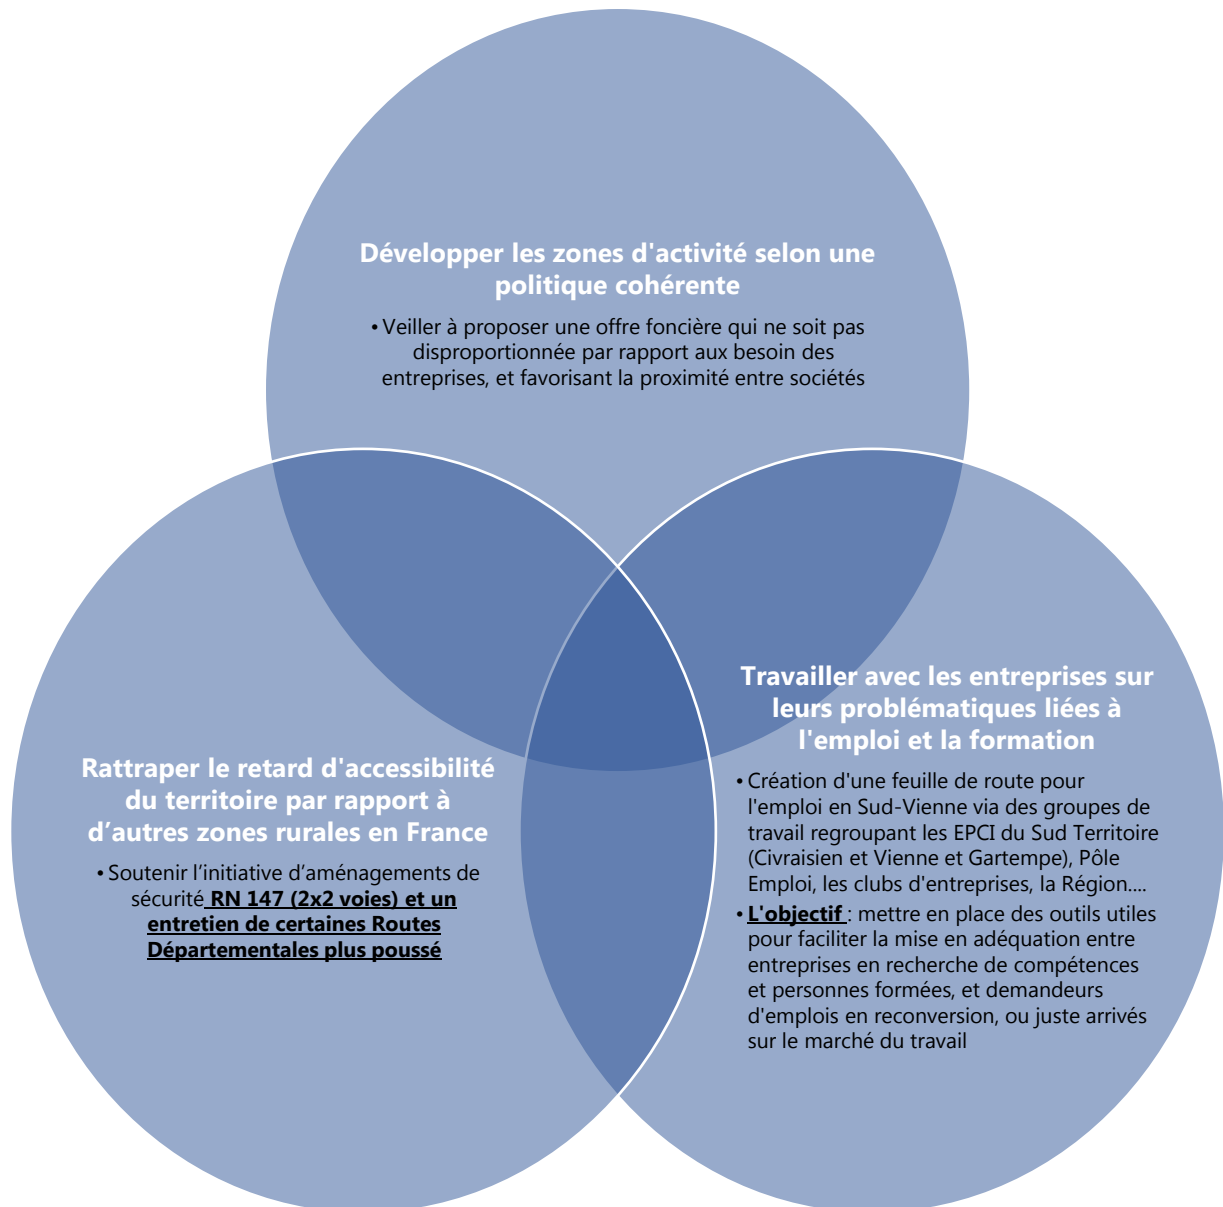 Développer les zones d'activité selon une
politique cohérente
• Veiller à proposer une offre foncière qui ne soit pas
disproportionnée par rapport aux besoin des
entreprises, et favorisant la proximité entre sociétés
Travailler avec les entreprises sur
leurs problématiques liées à
l'emploi et la formation
• Création d'une feuille de route pour
l'emploi en Sud-Vienne via des groupes de
travail regroupant les EPCI du Sud Territoire
(Civraisien et Vienne et Gartempe), Pôle
Emploi, les clubs d'entreprises, la Région....
• L'objectif : mettre en place des outils utiles
pour faciliter la mise en adéquation entre
entreprises en recherche de compétences
et personnes formées, et demandeurs
d'emplois en reconversion, ou juste arrivés
sur le marché du travail
Rattraper le retard d'accessibilité
du territoire par rapport à
d’autres zones rurales en France
• Soutenir l’initiative d’aménagements de
sécurité RN 147 (2x2 voies) et un
entretien de certaines Routes
Départementales plus poussé